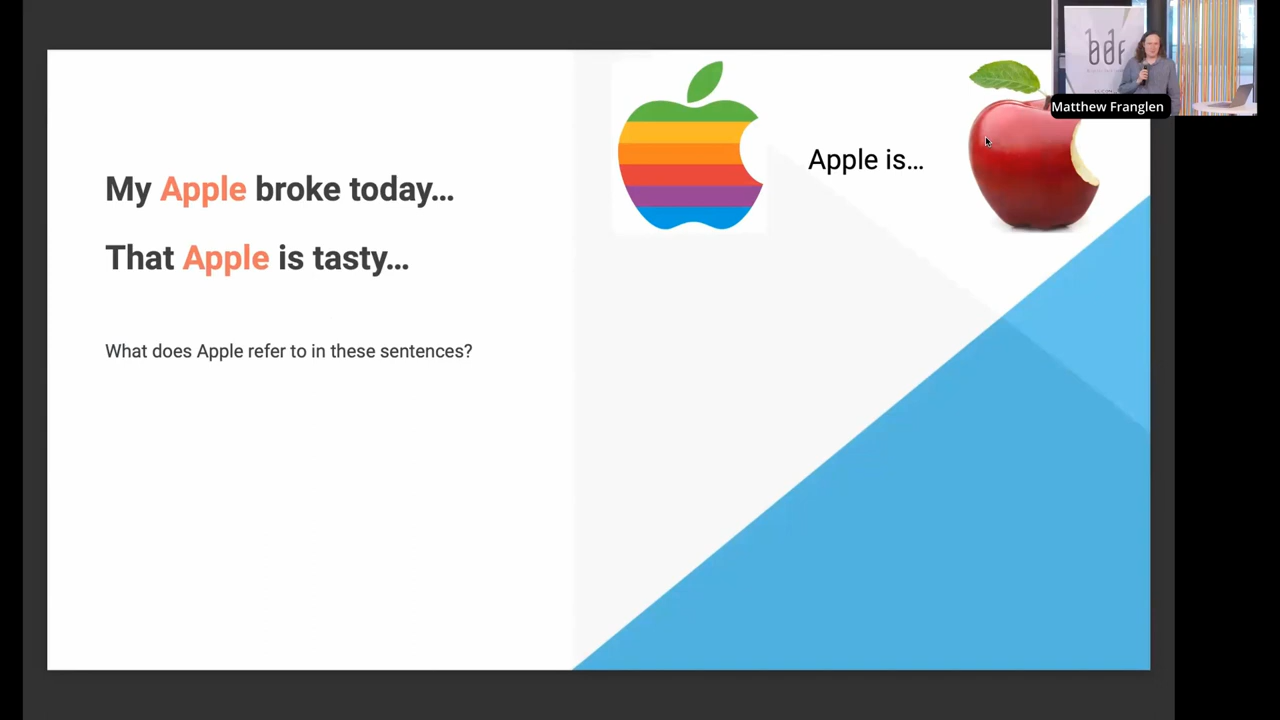 My Apple broke today...
That Apple is tasty...
What does Apple refer to in these sentences?
Apple is...
bdf
Matthew Franglen